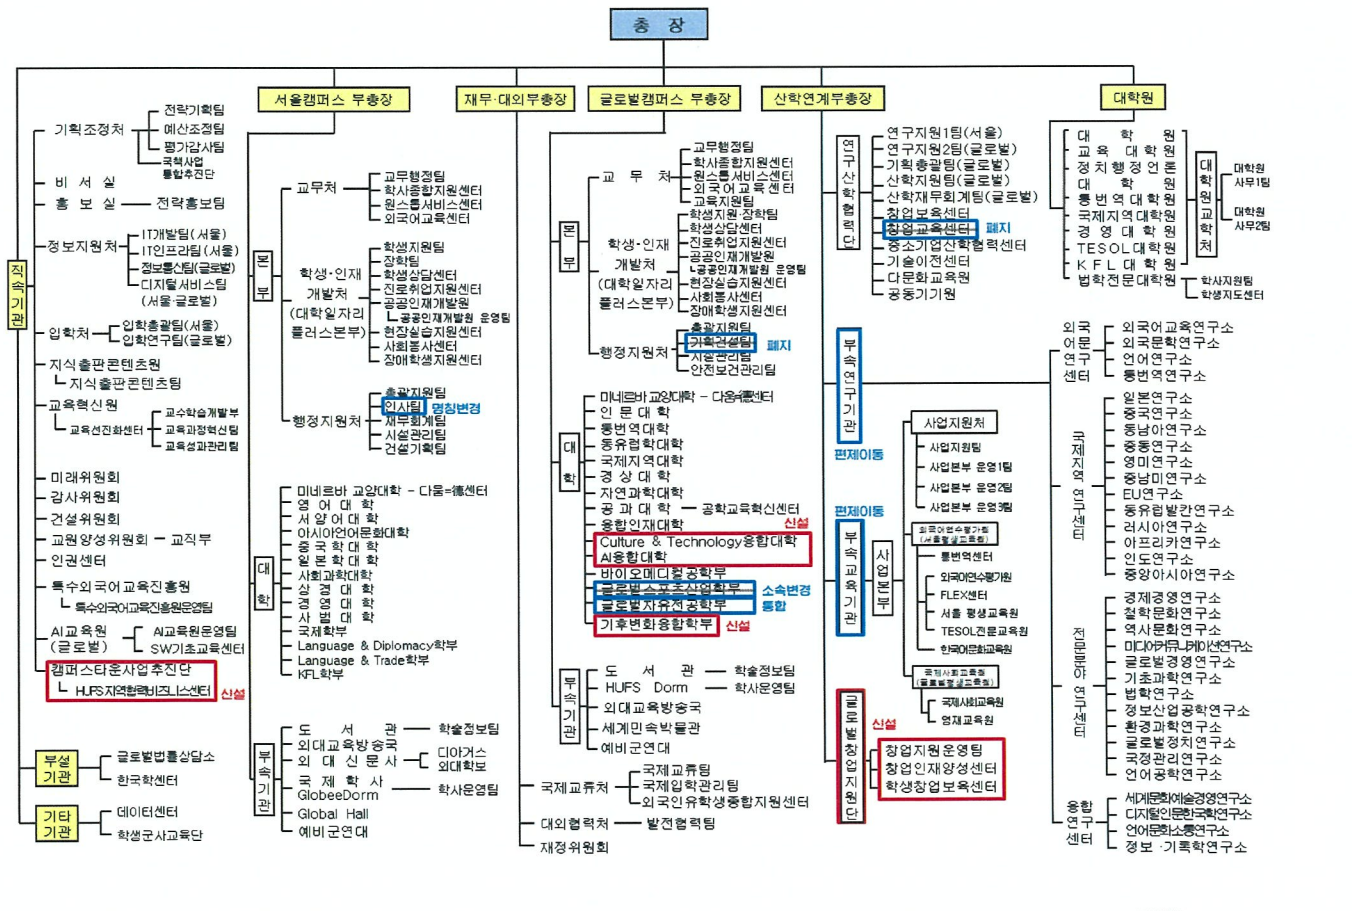 총 장
서울캠퍼스 부총장
재무·대외부총장
글로벌캠퍼스 부총장
산학연계부총장
대학원
직속기관
기획조정처
전략기획팀
예산조정팀
평가감사팀
국책사업
통합추진단
비 서 실
홍 보 실
전략홍보팀
정보지원처
IT개발팀(서울)
IT인프라팀(서울)
정보통신팀(글로벌)
디지털서비스팀
(서울·글로벌)
입학처
입학총괄팀(서울)
입학연구팀(글로벌)
지식출판콘텐츠원
지식출판콘텐츠팀
교육혁신원
교육선진화센터
교수학습개발부
교육과정혁신팀
교육성과관리팀
미래위원회
감사위원회
건설위원회
교원양성위원회
교직부
인권센터
특수외국어교육진흥원
특수외국어교육진흥원운영팀
AI교육원
(글로벌)
AI교육원운영팀
SW기초교육센터
캠퍼스타운사업추진단
HUFS지역협력비즈니스센터
신설
부설
기관
글로벌법률상담소
한국학센터
기타
기관
데이터센터
학생군사교육단
본부
교무처
교무행정팀
학사종합지원센터
원스톱서비스센터
외국어교육센터
학생·인재
개발처
(대학일자리
플러스본부)
학생지원팀
장학팀
학생상담센터
진로취업지원센터
공공인재개발원
공공인재개발원 운영팀
현장실습지원센터
사회봉사센터
장애학생지원센터
행정지원처
총괄지원팀
인사팀
명칭변경
재무회계팀
시설관리팀
건설기획팀
대학
미네르바 교양대학 - 다움=德센터
영 어 대 학
서 양 어 대 학
아시아언어문화대학
중 국 학 대 학
일 본 학 대 학
사회과학대학
상 경 대 학
경 영 대 학
사 범 대 학
국제학부
Language & Diplomacy학부
Language & Trade학부
KFL학부
부속기관
도 서 관
학술정보팀
외대교육방송국
외 대 신 문 사
디아거스
외대학보
국 제 학 사
GlobeeDorm
학사운영팀
Global Hall
예비군연대
본부
교 무 처
교무행정팀
학사종합지원센터
원스톱서비스센터
외국어교육센터
교육지원팀
학생·인재
개발처
(대학일자리
플러스본부)
학생지원·장학팀
학생상담센터
진로취업지원센터
공공인재개발원
공공인재개발원 운영팀
현장실습지원센터
사회봉사센터
장애학생지원센터
행정지원처
총괄지원팀
기획건설팀
폐지
시설관리팀
안전보건관리팀
대학
미네르바 교양대학 - 다움=德센터
인 문 대 학
통번역대학
동유럽학대학
국제지역대학
경 상 대 학
자연과학대학
공 과 대 학
공학교육혁신센터
융합인재대학
신설
Culture & Technology융합대학
AI융합대학
바이오메디컬공학부
글로벌스포츠산업학부
소속변경
글로벌자유전공학부
통합
기후변화융합학부
신설
부속기관
도 서 관
학술정보팀
HUFS Dorm
학사운영팀
외대교육방송국
세계민속박물관
예비군연대
국제교류처
국제교류팀
국제입학관리팀
외국인유학생종합지원센터
대외협력처
발전협력팀
재정위원회
연구산학협력단
연구지원1팀(서울)
연구지원2팀(글로벌)
기획총괄팀(글로벌)
산학지원팀(글로벌)
산학재무회계팀(글로벌)
창업보육센터
창업교육센터
폐지
중소기업산학협력센터
기술이전센터
다문화교육원
공동기기원
부속연구기관
편제이동
편제이동
부속교육기관
사업본부
사업지원처
사업지원팀
사업본부 운영1팀
사업본부 운영2팀
사업본부 운영3팀
외국어연수평가원
(서울평생교육원)
통번역센터
외국어연수평가원
FLEX센터
서울 평생교육원
TESOL전문교육원
한국어문화교육원
국제사회교육원
(글로벌평생교육원)
국제사회교육원
영재교육원
글로벌창업지원단
신설
창업지원운영팀
창업인재양성센터
학생창업보육센터
대 학 원
교 육 대 학 원
정치행정언론
대 학 원
통번역대학원
국제지역대학원
경 영 대 학 원
TESOL대학원
K F L 대 학 원
법학전문대학원
대학원교학처
대학원
사무1팀
대학원
사무2팀
학사지원팀
학생지도센터
외국
어문
연구
센터
외국어교육연구소
외국문학연구소
언어연구소
통번역연구소
국제지역 연구센터
일본연구소
중국연구소
동남아연구소
중동연구소
영미연구소
중남미연구소
EU연구소
동유럽발칸연구소
러시아연구소
아프리카연구소
인도연구소
중앙아시아연구소
전문분야 연구센터
경제경영연구소
철학문화연구소
역사문화연구소
미디어커뮤니케이션연구소
글로벌경영연구소
기초과학연구소
법학연구소
정보산업공학연구소
환경과학연구소
글로벌정치연구소
국정관리연구소
언어공학연구소
융합
연구
센터
세계문화예술경영연구소
디지털인문한국학연구소
언어문화소통연구소
정보·기록학연구소